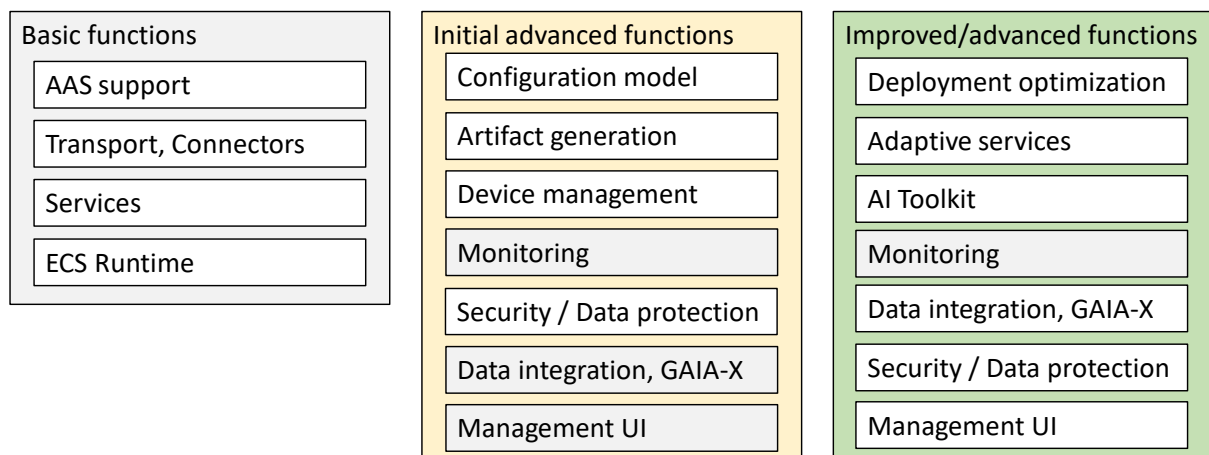 Basic functions
AAS support
Transport, Connectors
Services
ECS Runtime
Initial advanced functions
Configuration model
Artifact generation
Device management
Monitoring
Security / Data protection
Data integration, GAIA-X
Management UI
Improved/advanced functions
Deployment optimization
Adaptive services
AI Toolkit
Monitoring
Data integration, GAIA-X
Security / Data protection
Management UI